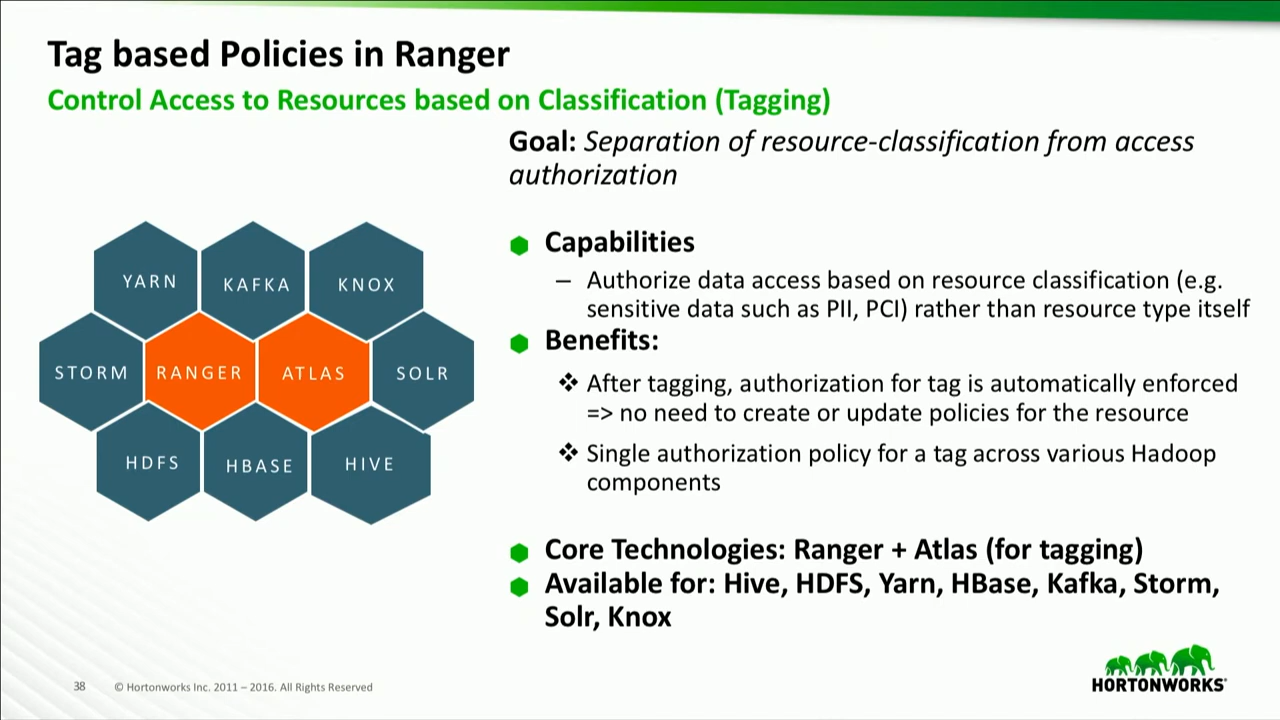 Tag based Policies in Ranger
Control Access to Resources based on Classification (Tagging)
Goal: Separation of resource-classification from access
authorization
YARN
KAFKA
KNOX
STORM
RANGER
ATLAS
SOLR
HDFS
HBASE
HIVE
Capabilities
– Authorize data access based on resource classification (e.g.
sensitive data such as PII, PCI) rather than resource type itself
Benefits:
❖ After tagging, authorization for tag is automatically enforced
=> no need to create or update policies for the resource
❖ Single authorization policy for a tag across various Hadoop
components
Core Technologies: Ranger + Atlas (for tagging)
Available for: Hive, HDFS, Yarn, HBase, Kafka, Storm,
Solr, Knox
38 © Hortonworks Inc. 2011 – 2016. All Rights Reserved
HORTONWORKS